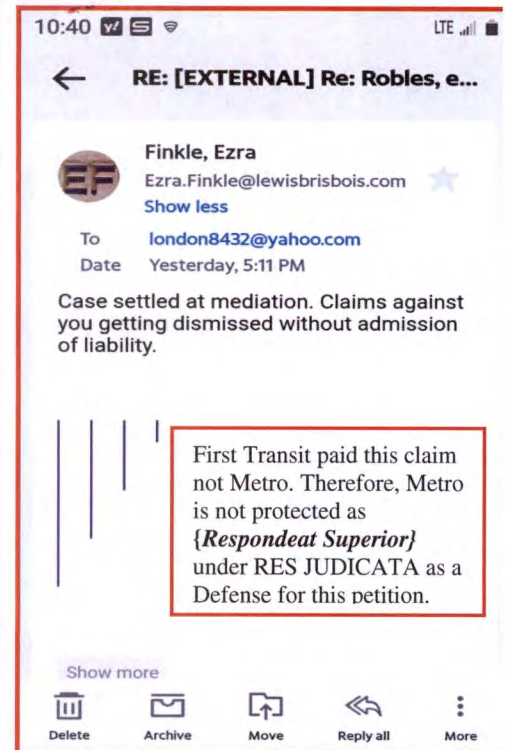 10:40 y! S LTE
RE: [EXTERNAL] Re: Robles, e...
EF
Finkle, Ezra
Ezra.Finkle@lewisbrisbois.com
Show less
To london8432@yahoo.com
Date Yesterday, 5:11 PM
Case settled at mediation. Claims against
you getting dismissed without admission
of liability.
First Transit paid this claim
not Metro. Therefore, Metro
is not protected as
{Respondeat Superior}
under RES JUDICATA as a
Defense for this petition.
Show more
Delete Archive Move Reply all More